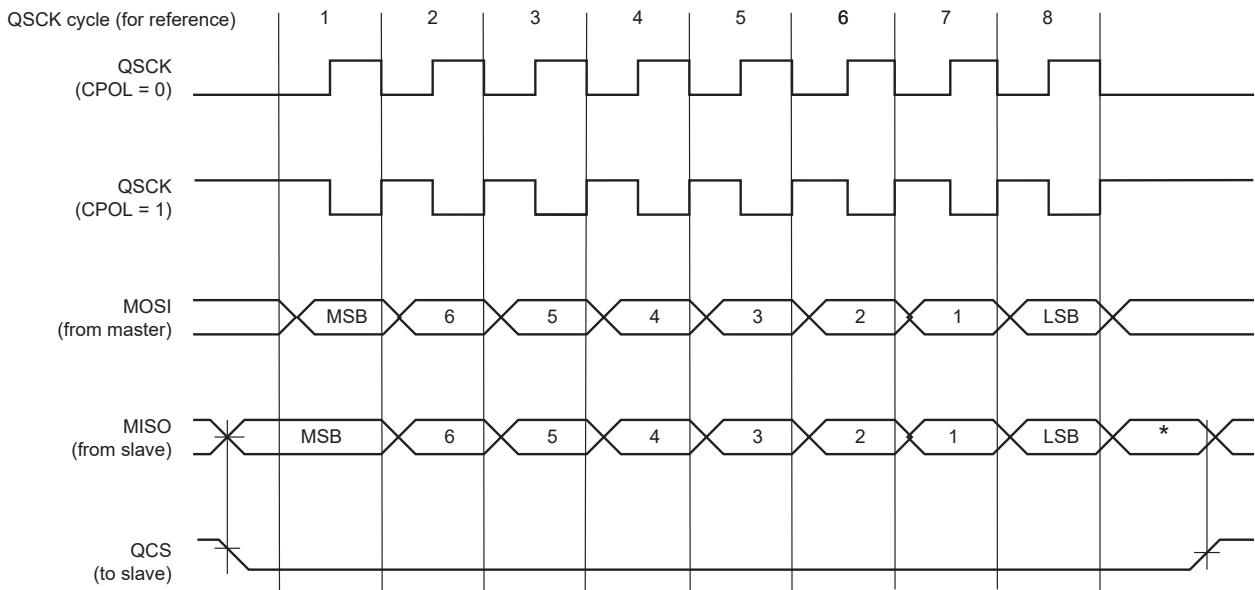 QSCK cycle (for reference) 1 2 3 4 5 6 7 8
QSCK
(CPOL = 0)
QSCK
(CPOL = 1)
MOSI
(from master)
MSB 6 5 4 3 2 1 LSB
MISO
(from slave)
MSB 6 5 4 3 2 1 LSB *
QCS
(to slave)